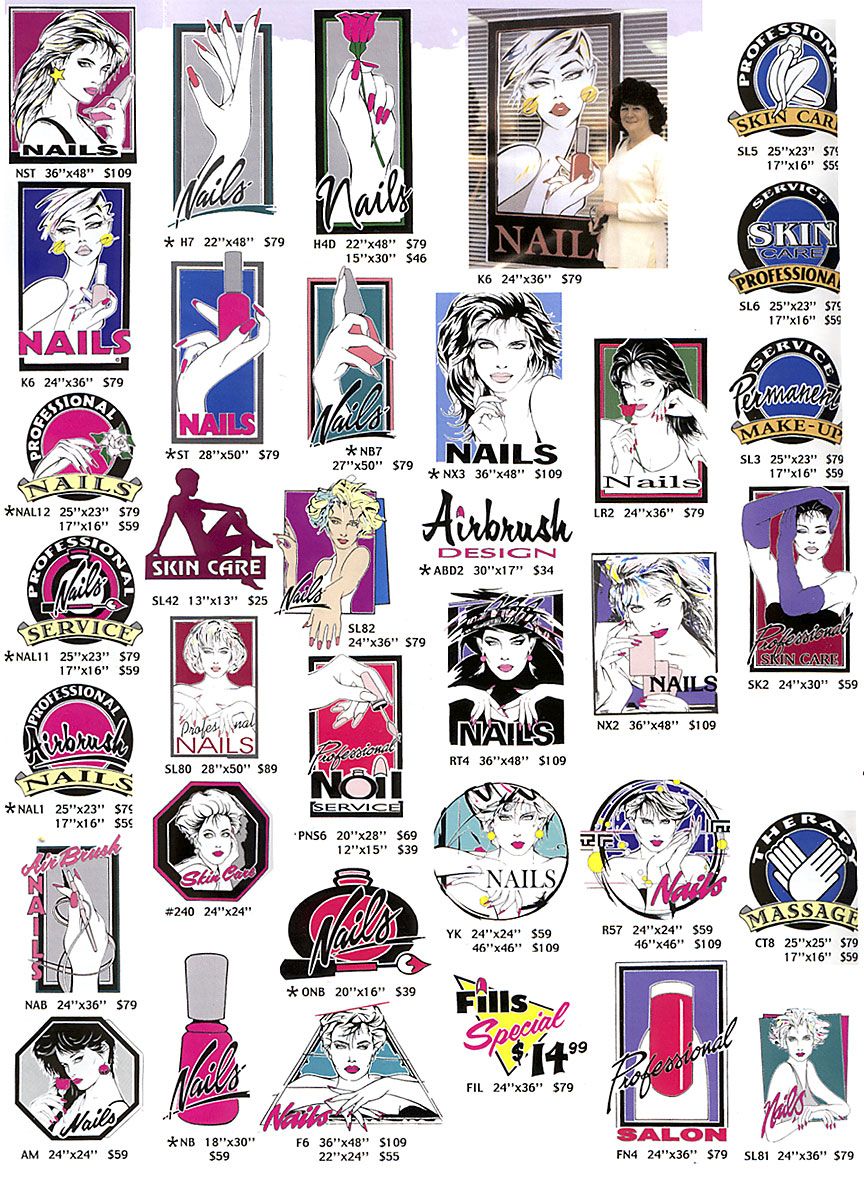 NAILS
NST 36"x48" $109
Nails
* H7 22"x48" $79
Nails
H4D 22"x48" $79
15"x30" $46
NAIL
K6 24"x36" $79
PROFESSIONA
SKIN CAR
SL5 25"x23" $79
17"x16" $59
NAILS
K6 24"x36" $79
NAILS
*ST 28"x50" $79
Nails
* NB7
27"x50" $79
NAILS
* NX3 36"x48" $109
Nails
LR2 24"x36" $79
SERVICE
SKIN
CARE
PROFESSIONA
SL6 25"x23" $79
17"x16" $59
SERVICE
Permanent
MAKE-UP
SL3 25"x23" $79
17"x16" $59
PROFESSIONAL
NAILS
*NAL12 25"x23" $79
17"x16" $59
SKIN CARE
SL42 13"x13" $25
Nails
SL82
24"x36" $79
Airbrush
DESIGN
* ABD2 30"x17" $34
NAILS
NX2 36"x48" $109
Professional
SKIN CARE
SK2 24"x30" $59
PROFESSIONAL
Nails
SERVICE
*NAL11 25"x23" $79
17"x16" $59
Profes nal
NAILS
SL80 28"x50" $89
Professional
Nail
SERVICE
PNS6 20"x28" $69
12"x15" $39
NAILS
RT4 36"x48" $109
PROFESSIONAL
Airbrush
NAILS
*NAL1 25"x23" $79
17"x16" $59
Skin Care
#240 24"x24"
NAILS
YK 24"x24" $59
46"x46" $109
Nails
R57 24"x24" $59
46"x46" $109
THERAPY
MASSAGE
CT8 25"x25" $79
17"x16" $59
AirBrush
NAILS
NAB 24"x36" $79
Nails
* ONB 20"x16" $39
Fills
Special
$14.99
FIL 24"x36" $79
Professional
SALON
FN4 24"x36" $79
Nails
AM 24"x24" $59
Nails
*NB 18"x30"
$59
Nails
F6 36"x48" $109
22"x24" $55
Nails
SL81 24"x36" $79